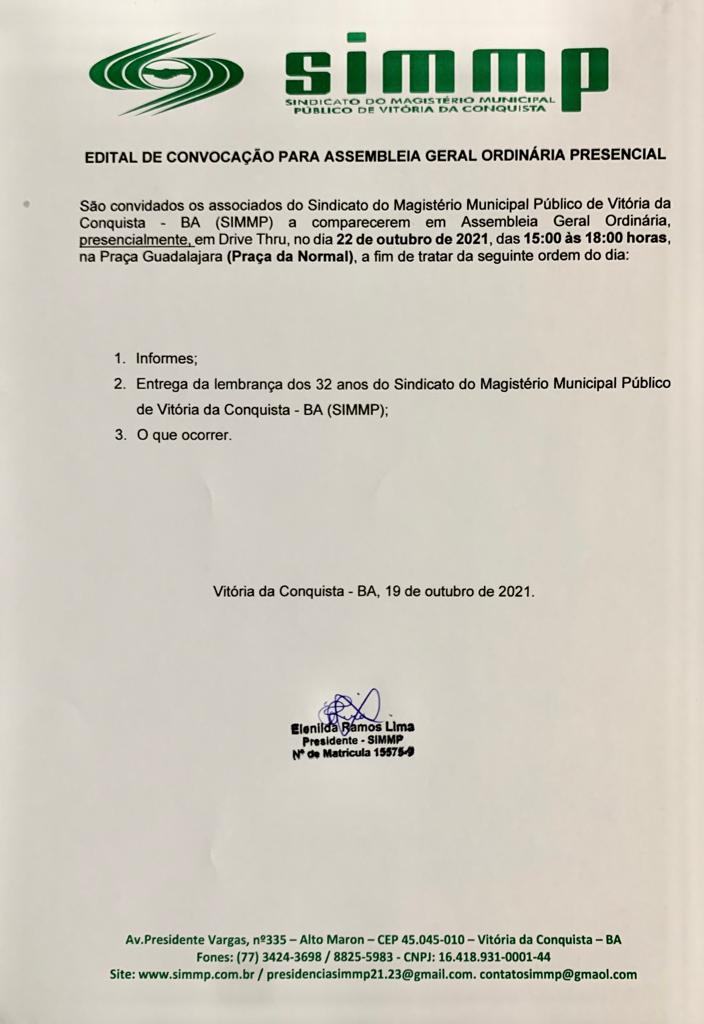 simmp
SINDICATO DO MAGISTÉRIO MUNICIPAL
PÚBLICO DE VITÓRIA DA CONQUISTA
EDITAL DE CONVOCAÇÃO PARA ASSEMBLEIA GERAL ORDINÁRIA PRESENCIAL
São convidados os associados do Sindicato do Magistério Municipal Público de Vitória da
Conquista - BA (SIMMP) a comparecerem em Assembleia Geral Ordinária,
presencialmente, em Drive Thru, no dia 22 de outubro de 2021, das 15:00 às 18:00 horas,
na Praça Guadalajara (Praça da Normal), a fim de tratar da seguinte ordem do dia:
1. Informes;
2. Entrega da lembrança dos 32 anos do Sindicato do Magistério Municipal Público
de Vitória da Conquista - BA (SIMMP);
3. O que ocorrer.
Vitória da Conquista - BA, 19 de outubro de 2021.
Elenilda Ramos Lima
Presidente - SIMMP
Nº de Matricula 15575-9
Av.Presidente Vargas, nº335 – Alto Maron – CEP 45.045-010 – Vitória da Conquista – BA
Fones: (77) 3424-3698 / 8825-5983 - CNPJ: 16.418.931-0001-44
Site: www.simmp.com.br / presidenciasimmp21.23@gmail.com. contatosimmp@gmaol.com